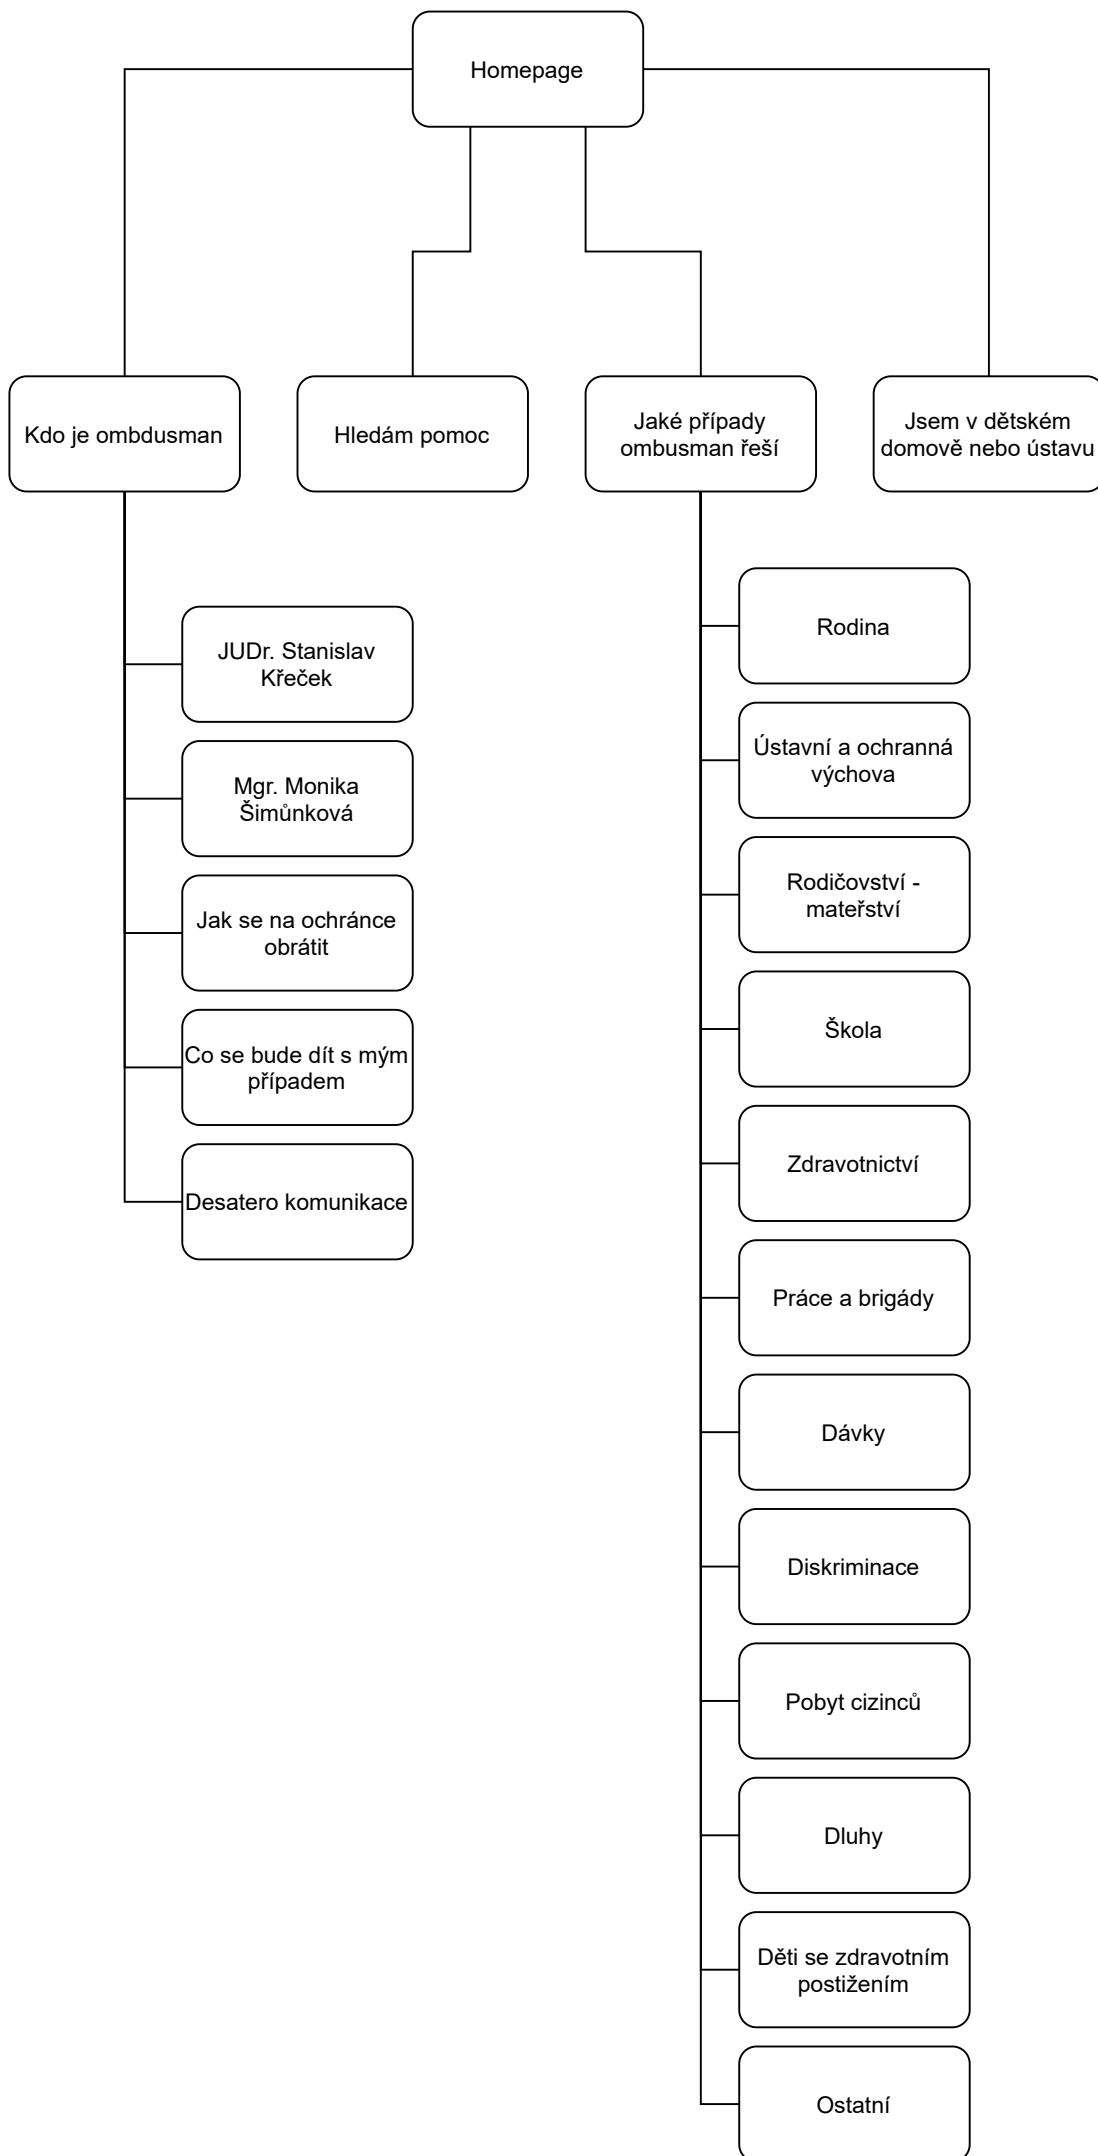 Homepage
Kdo je ombdusman
Hledám pomoc
Jaké případy
ombusman řeší
Jsem v dětském
domově nebo ústavu
JUDr. Stanislav
Křeček
Mgr. Monika
Šimůnková
Jak se na ochránce
obrátit
Co se bude dít s mým
případem
Desatero komunikace
Rodina
Ústavní a ochranná
výchova
Rodičovství -
mateřství
Škola
Zdravotnictví
Práce a brigády
Dávky
Diskriminace
Pobyt cizinců
Dluhy
Děti se zdravotním
postižením
Ostatní